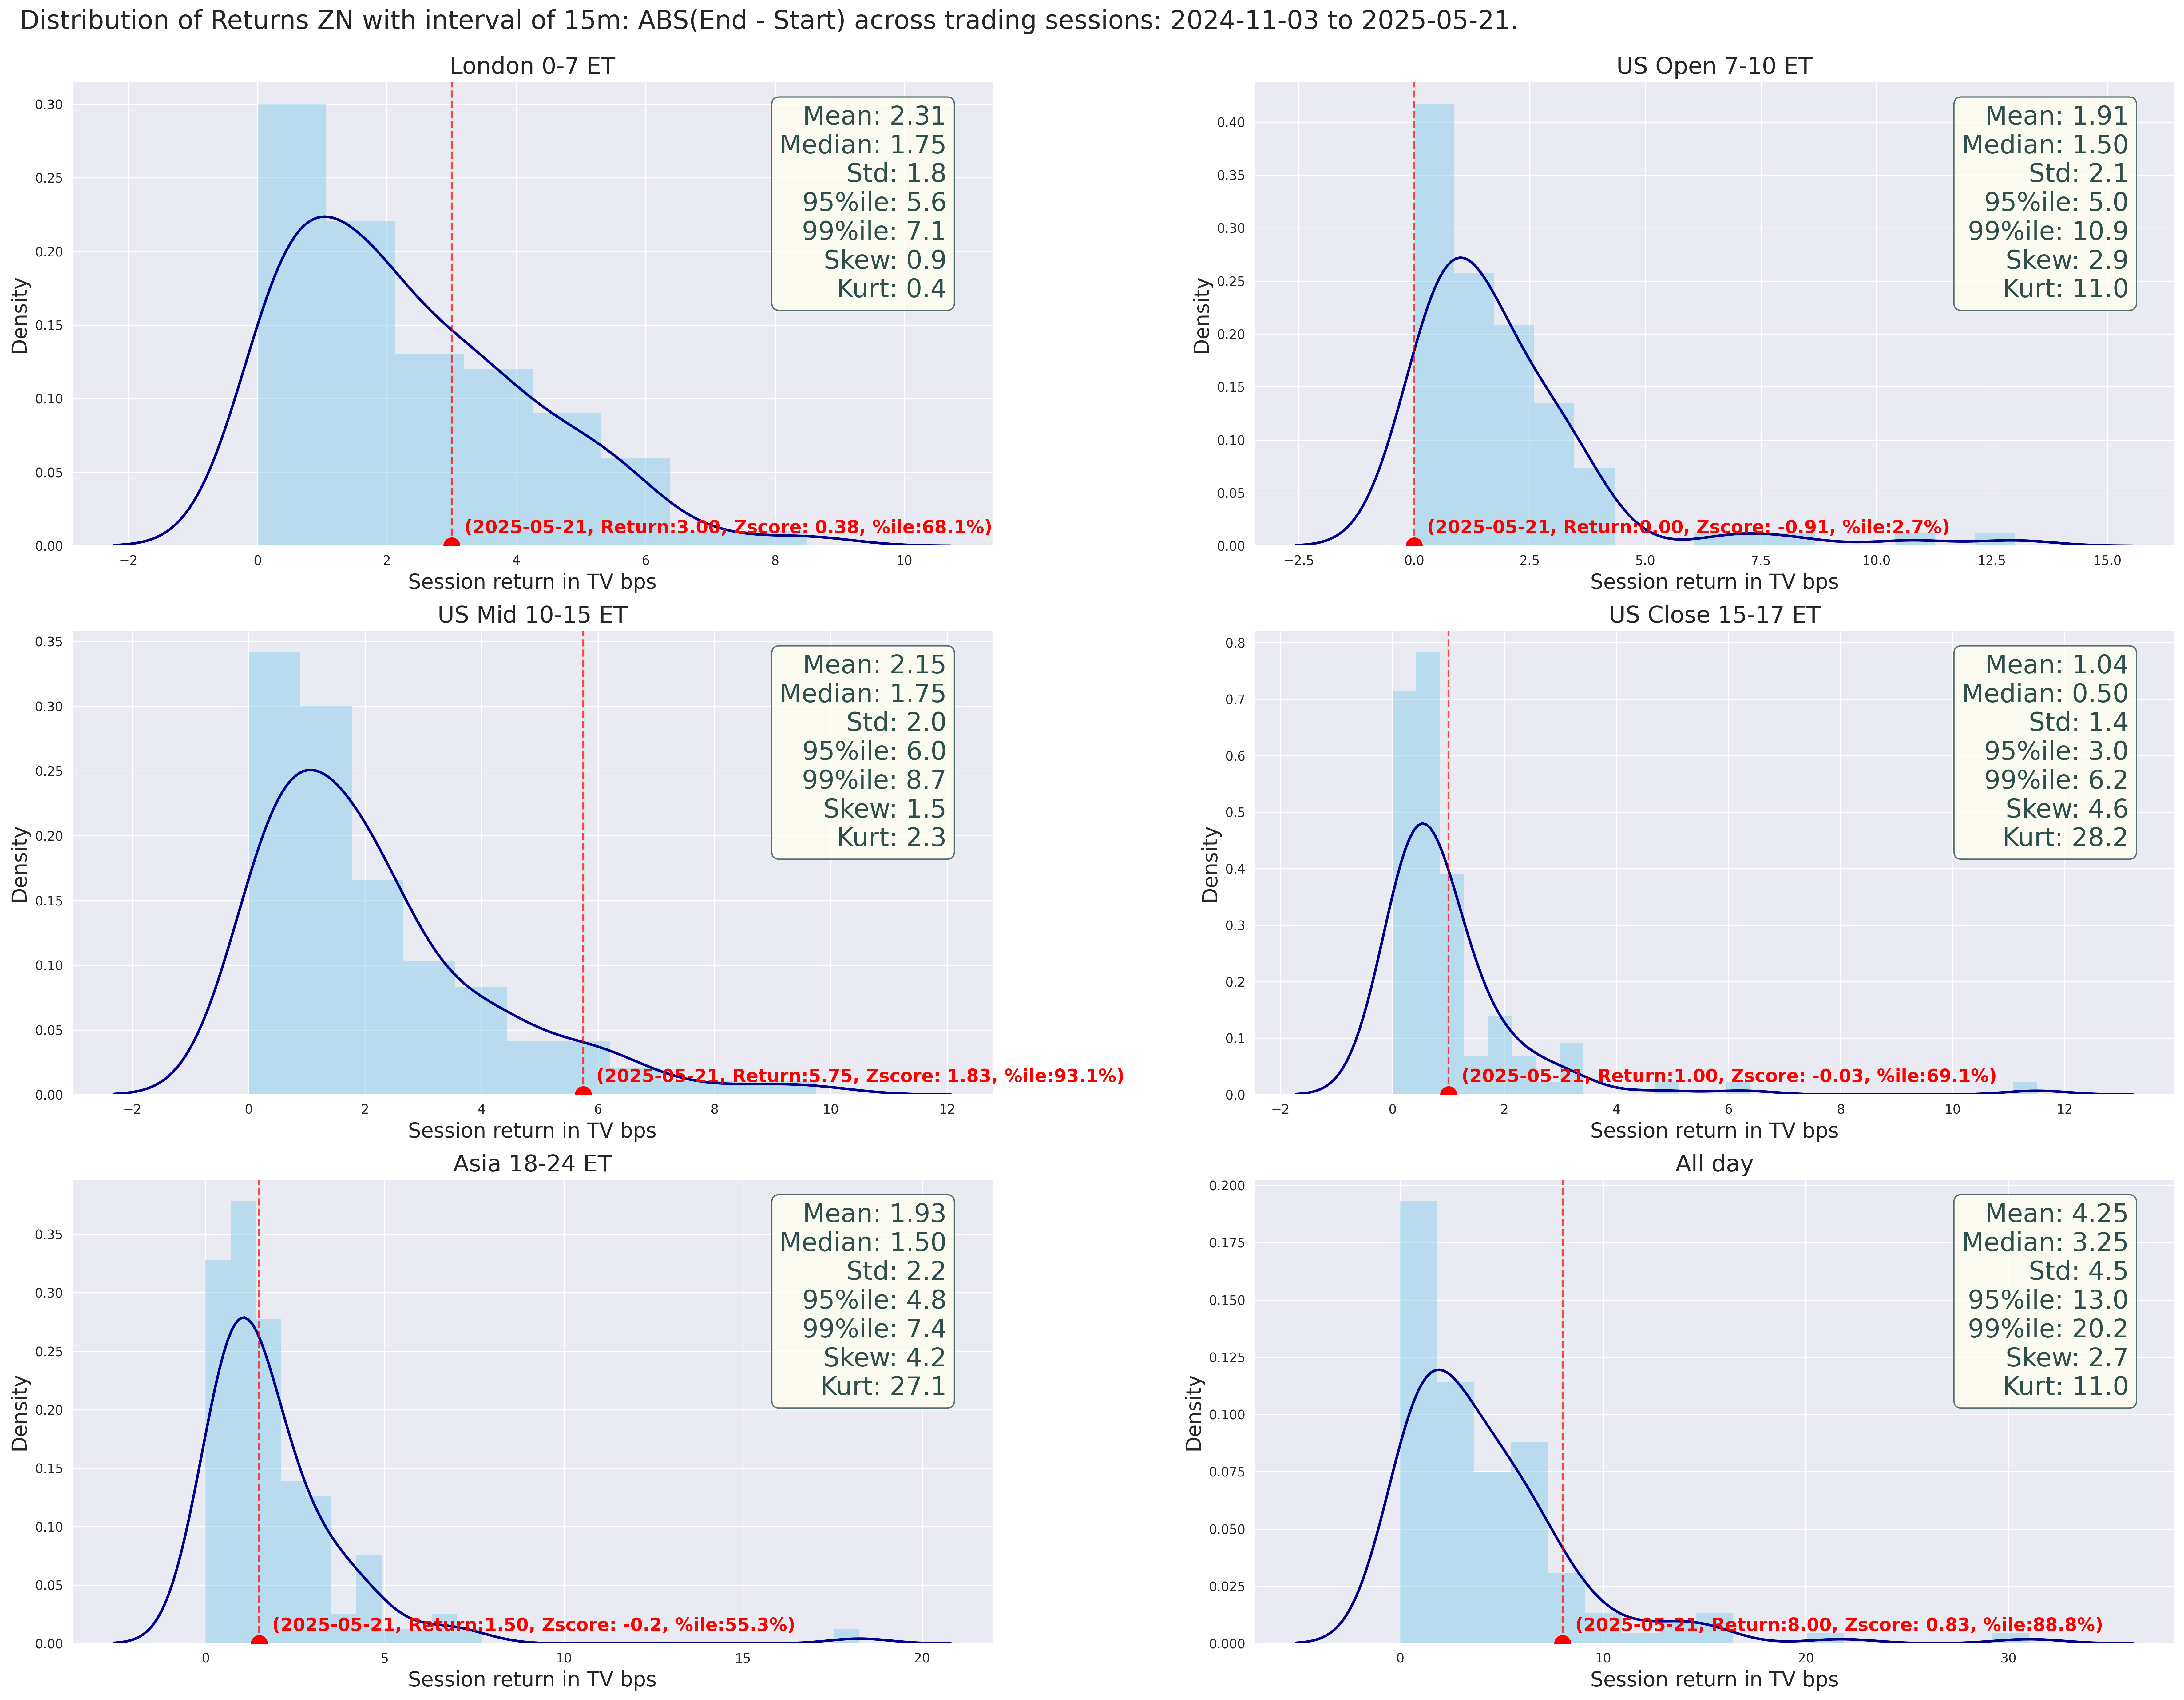 Distribution of Returns ZN with interval of 15m: ABS(End - Start) across trading sessions: 2024-11-03 to 2025-05-21.
London 0-7 ET
Density
0.30
0.25
0.20
0.15
0.10
0.05
0.00
Mean: 2.31
Median: 1.75
Std: 1.8
95%ile: 5.6
99%ile: 7.1
Skew: 0.9
Kurt: 0.4
(2025-05-21, Return:3.00, Zscore: 0.38, %ile:68.1%)
−2 0 2 4 6 8 10
Session return in TV bps
US Open 7-10 ET
Density
0.40
0.35
0.30
0.25
0.20
0.15
0.10
0.05
0.00
Mean: 1.91
Median: 1.50
Std: 2.1
95%ile: 5.0
99%ile: 10.9
Skew: 2.9
Kurt: 11.0
(2025-05-21, Return:0.00, Zscore: -0.91, %ile:2.7%)
−2.5 0.0 2.5 5.0 7.5 10.0 12.5 15.0
Session return in TV bps
US Mid 10-15 ET
Density
0.35
0.30
0.25
0.20
0.15
0.10
0.05
0.00
Mean: 2.15
Median: 1.75
Std: 2.0
95%ile: 6.0
99%ile: 8.7
Skew: 1.5
Kurt: 2.3
(2025-05-21, Return:5.75, Zscore: 1.83, %ile:93.1%)
−2 0 2 4 6 8 10 12
Session return in TV bps
US Close 15-17 ET
Density
0.8
0.7
0.6
0.5
0.4
0.3
0.2
0.1
0.0
Mean: 1.04
Median: 0.50
Std: 1.4
95%ile: 3.0
99%ile: 6.2
Skew: 4.6
Kurt: 28.2
(2025-05-21, Return:1.00, Zscore: -0.03, %ile:69.1%)
−2 0 2 4 6 8 10 12
Session return in TV bps
Asia 18-24 ET
Density
0.35
0.30
0.25
0.20
0.15
0.10
0.05
0.00
Mean: 1.93
Median: 1.50
Std: 2.2
95%ile: 4.8
99%ile: 7.4
Skew: 4.2
Kurt: 27.1
(2025-05-21, Return:1.50, Zscore: -0.2, %ile:55.3%)
0 5 10 15 20
Session return in TV bps
All day
Density
0.200
0.175
0.150
0.125
0.100
0.075
0.050
0.025
0.000
Mean: 4.25
Median: 3.25
Std: 4.5
95%ile: 13.0
99%ile: 20.2
Skew: 2.7
Kurt: 11.0
(2025-05-21, Return:8.00, Zscore: 0.83, %ile:88.8%)
0 10 20 30
Session return in TV bps